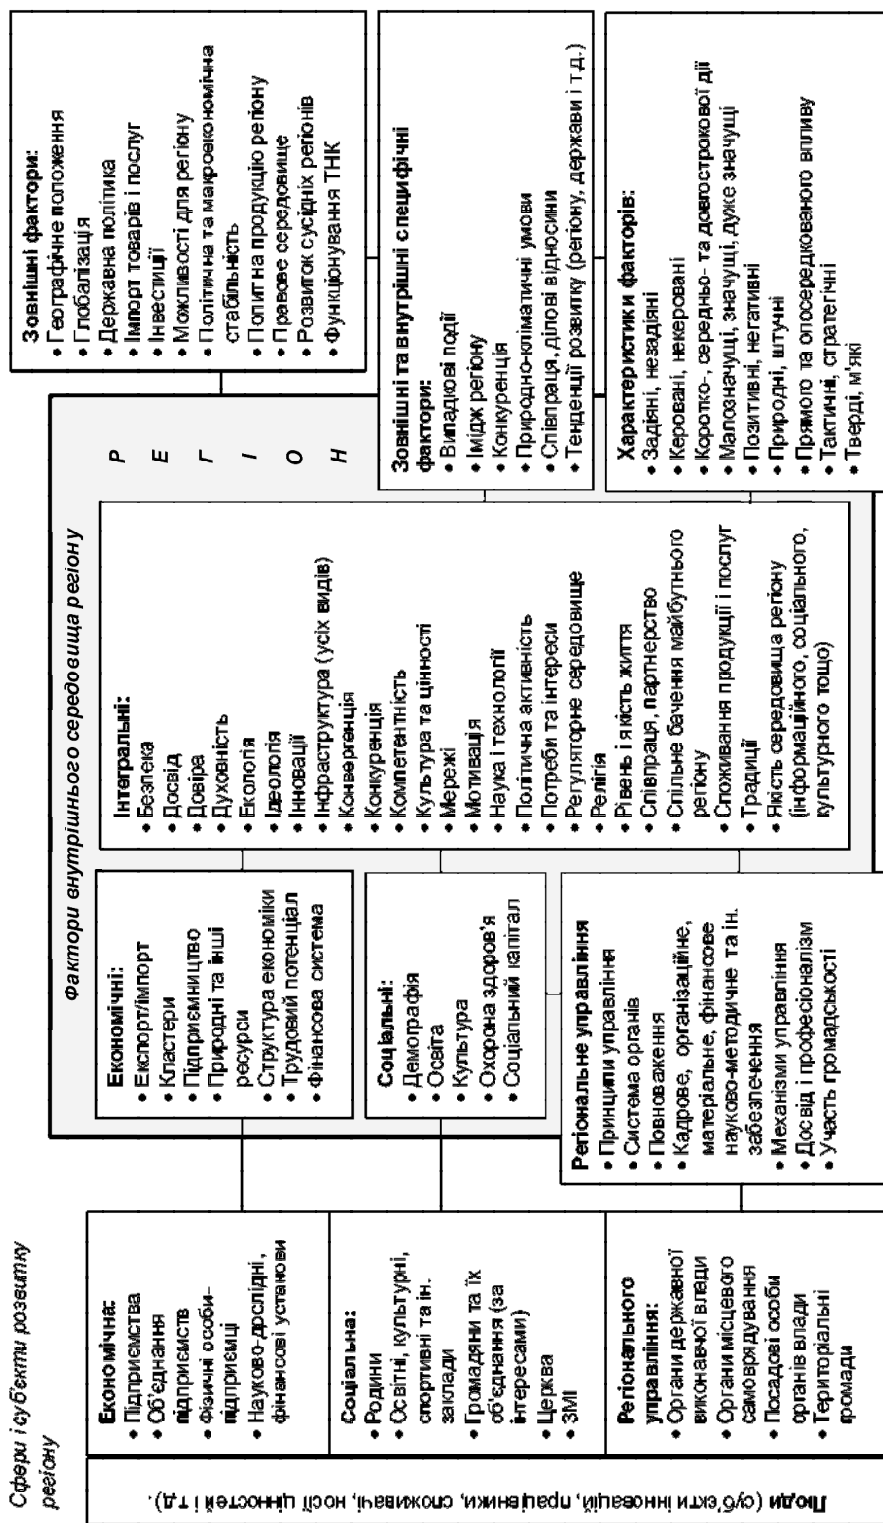 Сфери і суб'єкти розвитку
регіону
Люди (суб'єкти інновацій, працівники, споживачі, носії цінностей і т.д.).
Економічна:
• Підприємства
• Об'єднання
підприємств
• Фізичні особи-
підприємці
• Науково-дослідні,
фінансові установи
Соціальна:
• Родини
• Освітні, культурні,
спортивні та ін.
заклади
• Громадяни та їх
об'єднання (за
інтересами)
• Церква
• ЗМІ
Регіонального
управління:
• Органи державної
виконавчої влади
• Органи місцевого
самоврядування
• Посадові особи
органів влади
• Територіальні
громади
Фактори внутрішнього середовища регіону
Економічні:
• Експорт/імпорт
• Кластери
• Підприємництво
• Природні та інші
ресурси
• Структура економіки
• Трудовий потенціал
• Фінансова система
Соціальні:
• Демографія
• Освіта
• Культура
• Охорона здоров'я
• Соціальний капітал
Регіональне управління
• Принципи управління
• Система органів
• Повноваження
• Кадрове, організаційне,
матеріальне, фінансове
науково-методичне та ін.
забезпечення
• Механізми управління
• Досвід і професіоналізм
• Участь громадськості
Інтегральні:
• Безпека
• Досвід
• Довіра
• Духовність
• Екологія
• Ідеологія
• Інновації
• Інфраструктура (усіх видів)
• Конвергенція
• Конкуренція
• Компетентність
• Культура та цінності
• Мережі
• Мотивація
• Наука і технології
• Політична активність
• Потреби та інтереси
• Регуляторне середовище
• Релігія
• Рівень і якість життя
• Співпраця, партнерство
• Спільне бачення майбутнього
регіону
• Споживання продукції і послуг
• Традиції
• Якість середовища регіону
(інформаційного, соціального,
культурного тощо)
Р Е Г І О Н
Зовнішні фактори:
• Географічне положення
• Глобалізація
• Державна політика
• Імпорт товарів і послуг
• Інвестиції
• Можливості для регіону
• Політична та макроекономічна
стабільність
• Попит на продукцію регіону
• Правове середовище
• Розвиток сусідніх регіонів
• Функціонування ТНК
Зовнішні та внутрішні специфічні
фактори:
• Випадкові події
• Імідж регіону
• Конкуренція
• Природно-кліматичні умови
• Співпраця, ділові відносини
• Тенденції розвитку (регіону, держави і т.д.)
Характеристики факторів:
• Задіяні, незадіяні
• Керовані, некеровані
• Коротко-, середньо- та довгострокової дії
• Малозначущі, значущі, дуже значущі
• Позитивні, негативні
• Природні, штучні
• Прямого та опосередкованого впливу
• Тактичні, стратегічні
• Тверді, м'які